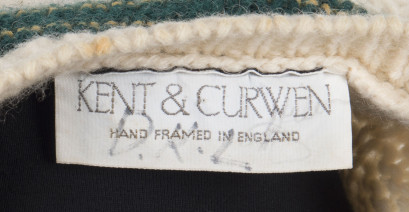 KENT & CURWEN
HAND FRAMED IN ENGLAND